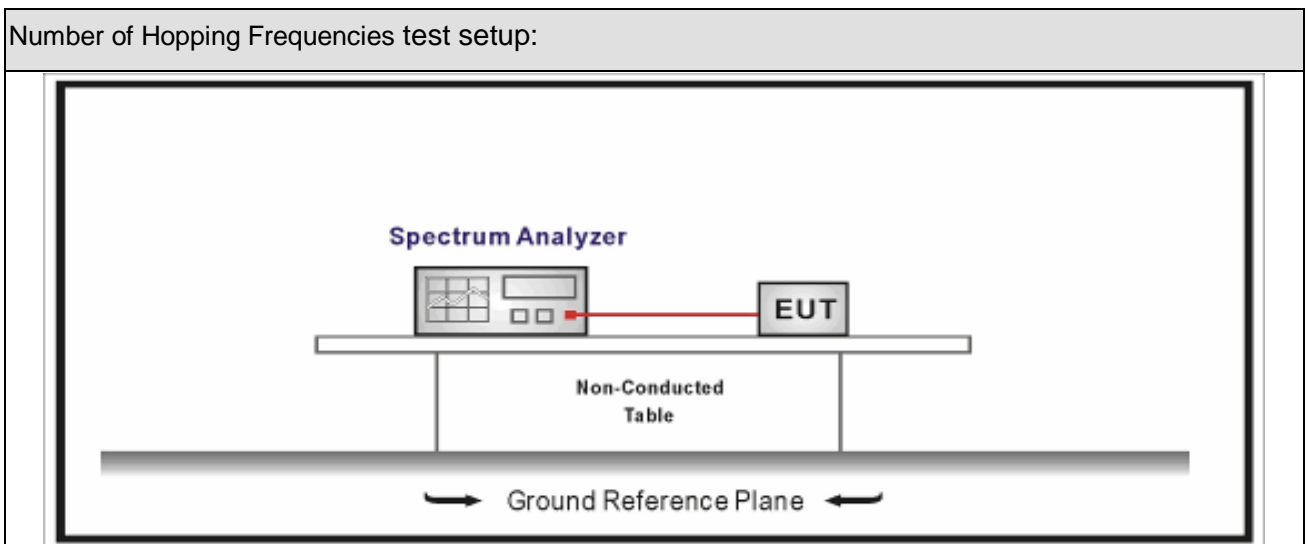 Number of Hopping Frequencies test setup:
Spectrum Analyzer
EUT
Non-Conducted
Table
Ground Reference Plane